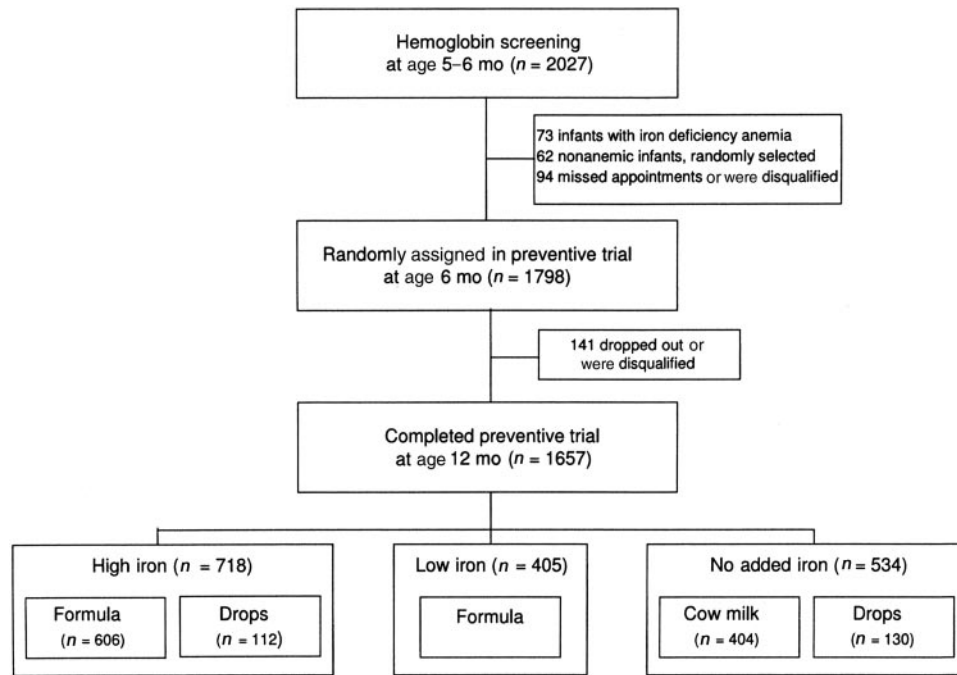 Hemoglobin screening
at age 5–6 mo (n = 2027)
73 infants with iron deficiency anemia
62 nonanemic infants, randomly selected
94 missed appointments or were disqualified
Randomly assigned in preventive trial
at age 6 mo (n = 1798)
141 dropped out or
were disqualified
Completed preventive trial
at age 12 mo (n = 1657)
High iron (n = 718)
Formula
(n = 606)
Drops
(n = 112)
Low iron (n = 405)
Formula
No added iron (n = 534)
Cow milk
(n = 404)
Drops
(n = 130)